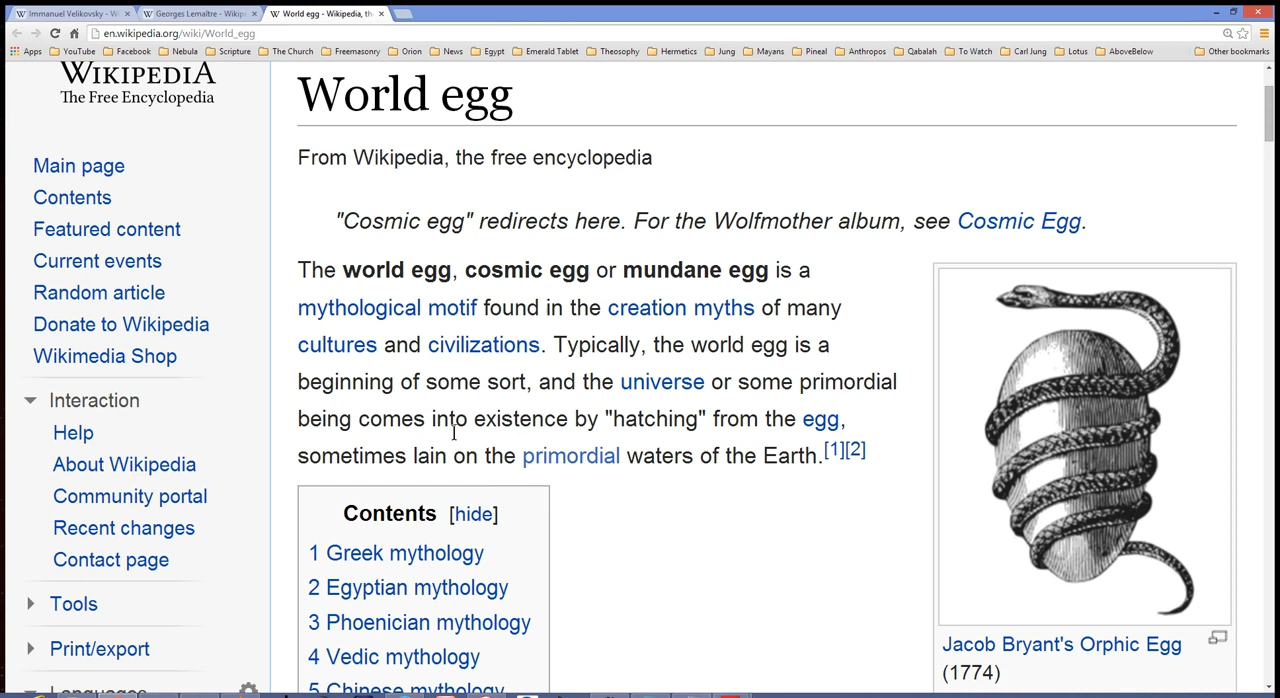 Immanuel Velikovsky - W
Georges Lemaître - Wikip
World egg - Wikipedia, th
en.wikipedia.org/wiki/World_egg
Apps YouTube Facebook Nebula Scripture The Church Freemasonry Orion News Egypt Emerald Tablet Theosophy Hermetics Jung Mayans Pineal Anthropos Qabalah To Watch Carl Jung Lotus AboveBelow Other bookmarks
WIKIPEDIA
The Free Encyclopedia
Main page
Contents
Featured content
Current events
Random article
Donate to Wikipedia
Wikimedia Shop
Interaction
Help
About Wikipedia
Community portal
Recent changes
Contact page
Tools
Print/export
Languages
World egg
From Wikipedia, the free encyclopedia
"Cosmic egg" redirects here. For the Wolfmother album, see Cosmic Egg.
The world egg, cosmic egg or mundane egg is a
mythological motif found in the creation myths of many
cultures and civilizations. Typically, the world egg is a
beginning of some sort, and the universe or some primordial
being comes into existence by "hatching" from the egg,
sometimes lain on the primordial waters of the Earth.[1][2]
Contents [hide]
1 Greek mythology
2 Egyptian mythology
3 Phoenician mythology
4 Vedic mythology
5 Chinese mythology
Jacob Bryant's Orphic Egg
(1774)